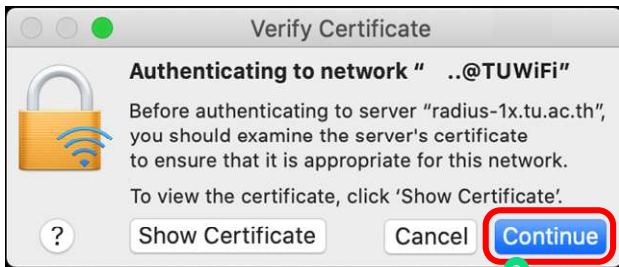 Verify Certificate
Authenticating to network “ ..@TUWiFi”
Before authenticating to server “radius-1x.tu.ac.th”,
you should examine the server's certificate
to ensure that it is appropriate for this network.
To view the certificate, click ‘Show Certificate’.
? Show Certificate Cancel Continue